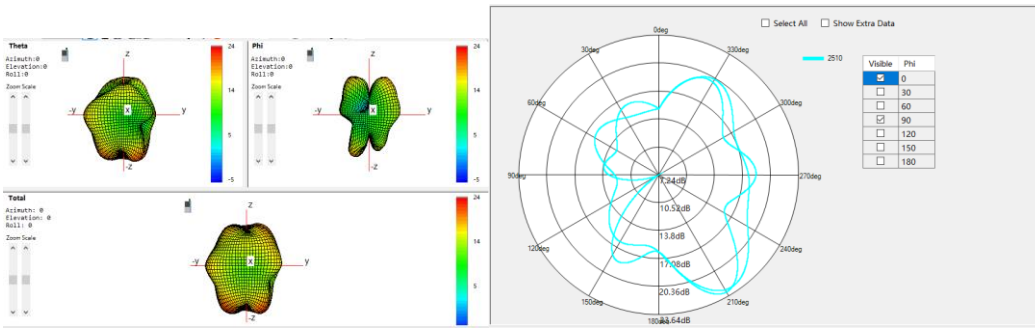 Theta
Azimuth:0
Elevation:0
Roll:0
Zoom Scale
z
-y
x
y
-z
24
14
5
-5
Phi
Azimuth:0
Elevation:0
Roll:0
Zoom Scale
z
-y
x
y
-z
24
14
5
-5
Total
Azimuth: 0
Elevation: 0
Roll: 0
Zoom Scale
z
-y
x
y
-z
24
14
5
-5
Select All Show Extra Data
0deg
330deg
300deg
270deg
240deg
210deg
180deg
150deg
120deg
90deg
60deg
7.24dB
10.52dB
13.8dB
17.08dB
20.36dB
23.64dB
2510
Visible Phi
0
30
60
90
120
150
180